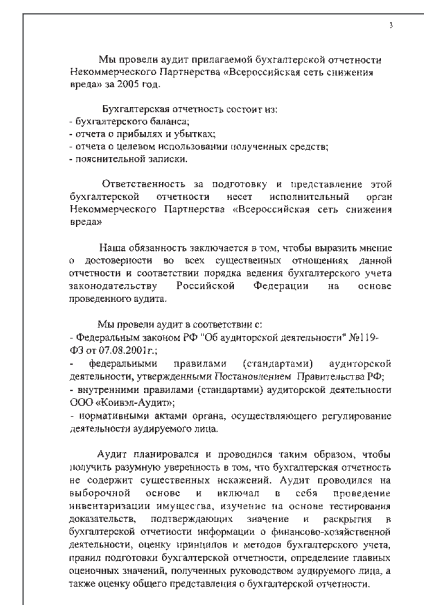 3
Мы провели аудит прилагаемой бухгалтерской отчетности
Некоммерческого Партнерства «Всероссийская сеть снижения
вреда» за 2005 год.
Бухгалтерская отчетность состоит из:
- бухгалтерского баланса;
- отчета о прибылях и убытках;
- отчета о целевом использовании полученных средств;
- пояснительной записки.
Ответственность за подготовку и представление этой
бухгалтерской отчетности несет исполнительный орган
Некоммерческого Партнерства «Всероссийская сеть снижения
вреда»
Наша обязанность заключается в том, чтобы выразить мнение
о достоверности во всех существенных отношениях данной
отчетности и соответствии порядка ведения бухгалтерского учета
законодательству Российской Федерации на основе
проведенного аудита.
Мы провели аудит в соответствии с:
- Федеральным законом РФ "Об аудиторской деятельности" №119-
ФЗ от 07.08.2001г.;
- федеральными правилами (стандартами) аудиторской
деятельности, утвержденными Постановлением Правительства РФ;
- внутренними правилами (стандартами) аудиторской деятельности
ООО «Коивэл-Аудит»;
- нормативными актами органа, осуществляющего регулирование
деятельности аудируемого лица.
Аудит планировался и проводился таким образом, чтобы
получить разумную уверенность в том, что бухгалтерская отчетность
не содержит существенных искажений. Аудит проводился на
выборочной основе и включал в себя проведение
инвентаризации имущества, изучение на основе тестирования
доказательств, подтверждающих значение и раскрытия в
бухгалтерской отчетности информации о финансово-хозяйственной
деятельности, оценку принципов и методов бухгалтерского учета,
правил подготовки бухгалтерской отчетности, определение главных
оценочных значений, полученных руководством аудируемого лица, а
также оценку общего представления о бухгалтерской отчетности.